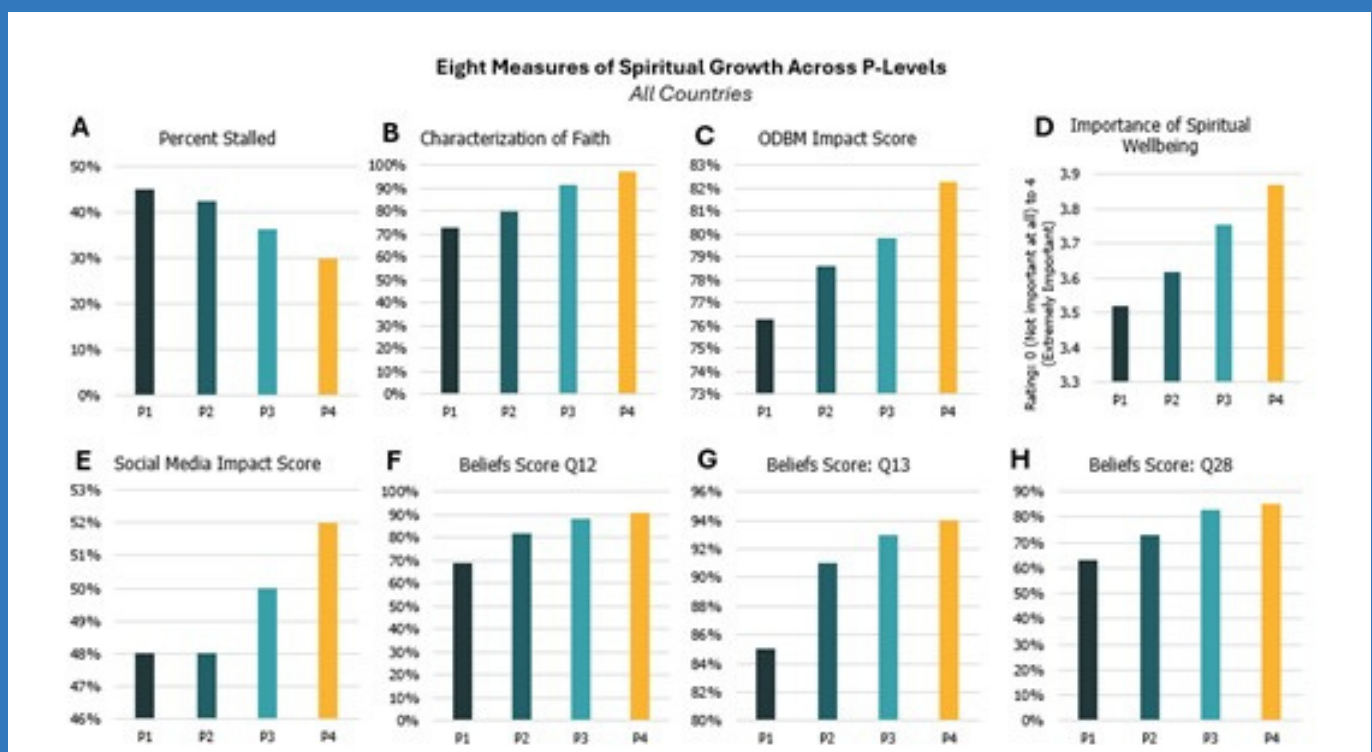 Eight Measures of Spiritual Growth Across P-Levels
All Countries
A
Percent Stalled
50%
40%
30%
20%
10%
0%
P1 P2 P3 P4
B
Characterization of Faith
100%
90%
80%
70%
60%
50%
40%
30%
20%
10%
0%
P1 P2 P3 P4
C
ODBM Impact Score
83%
82%
81%
80%
79%
78%
77%
76%
75%
74%
73%
P1 P2 P3 P4
D
Importance of Spiritual
Wellbeing
Rating: 0 (Not important at all) to 4
(Extremely Important)
3.9
3.8
3.7
3.6
3.5
3.4
3.3
P1 P2 P3 P4
E
Social Media Impact Score
53%
52%
51%
50%
49%
48%
47%
46%
P1 P2 P3 P4
F
Beliefs Score Q12
100%
90%
80%
70%
60%
50%
40%
30%
20%
10%
0%
P1 P2 P3 P4
G
Beliefs Score: Q13
96%
94%
92%
90%
88%
86%
84%
82%
80%
P1 P2 P3 P4
H
Beliefs Score: Q28
90%
80%
70%
60%
50%
40%
30%
20%
10%
0%
P1 P2 P3 P4